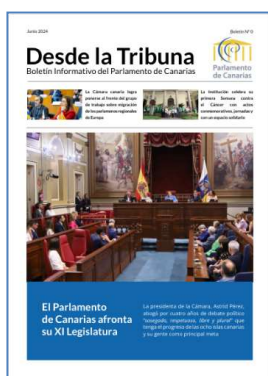 Junio 2024
Boletín Nº 0
Desde la Tribuna
Boletín Informativo del Parlamento de Canarias
Parlamento
de Canarias
La Cámara canaria logra
ponerse al frente del grupo
de trabajo sobre migración
de los parlamentos regionales
de Europa
La Institución celebra su
primera Semana contra
el Cáncer con actos
conmemorativos, jornadas y
con un espacio solidario
El Parlamento
de Canarias afronta
su XI Legislatura
La presidenta de la Cámara, Astrid Pérez,
abogó por cuatro años de debate político
"sosegado, respetuoso, libre y plural" que
tenga el progreso de las ocho islas canarias
y su gente como principal meta